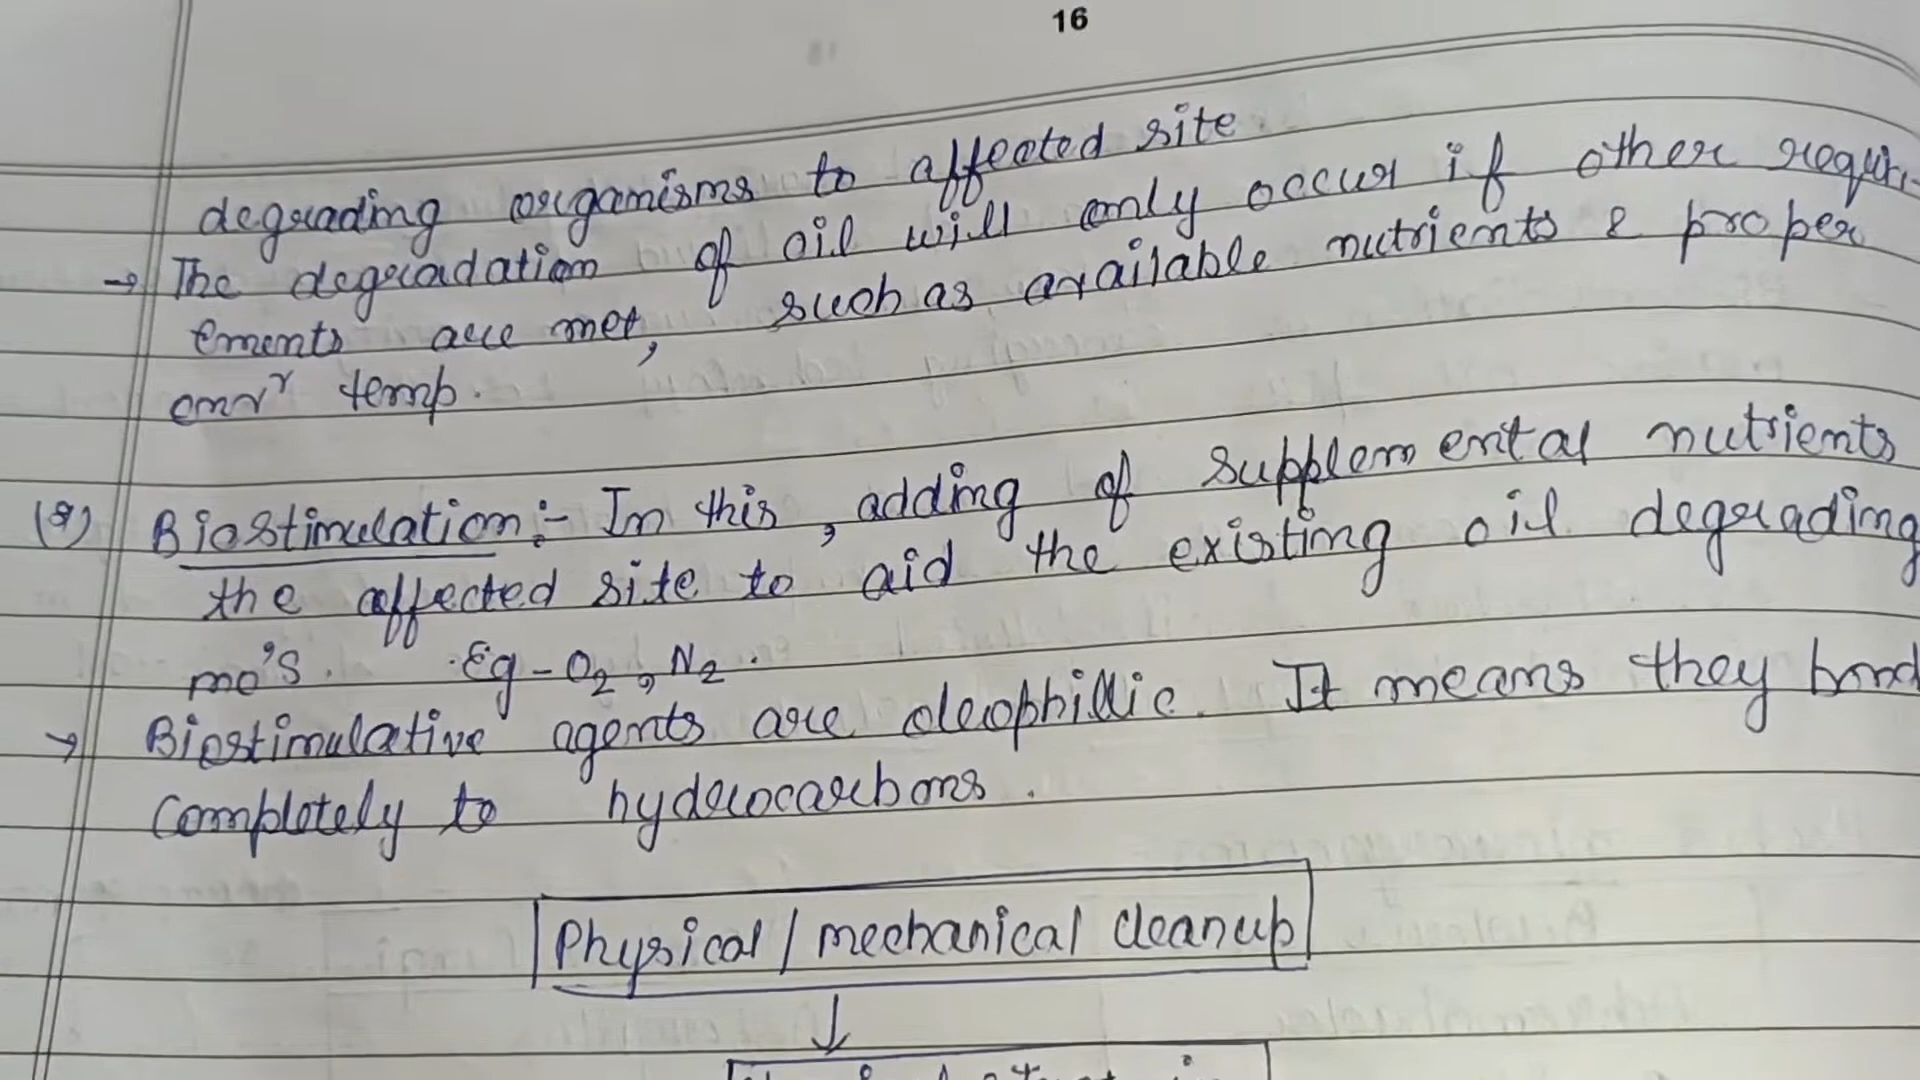 16
degrading organisms to affected site
→ The degradation of oil will only occur if other requir-
ements are met, such as available nutrients & proper
envʳ temp.
(2) Biostimulation :- In this, adding of supplemental nutrients
the affected site to aid the existing oil degrading
mo's. Eg - O₂, N₂.
→ Biostimulative agents are oleophillic. It means they bond
completely to hydrocarbons.
Physical / mechanical cleanup
↓